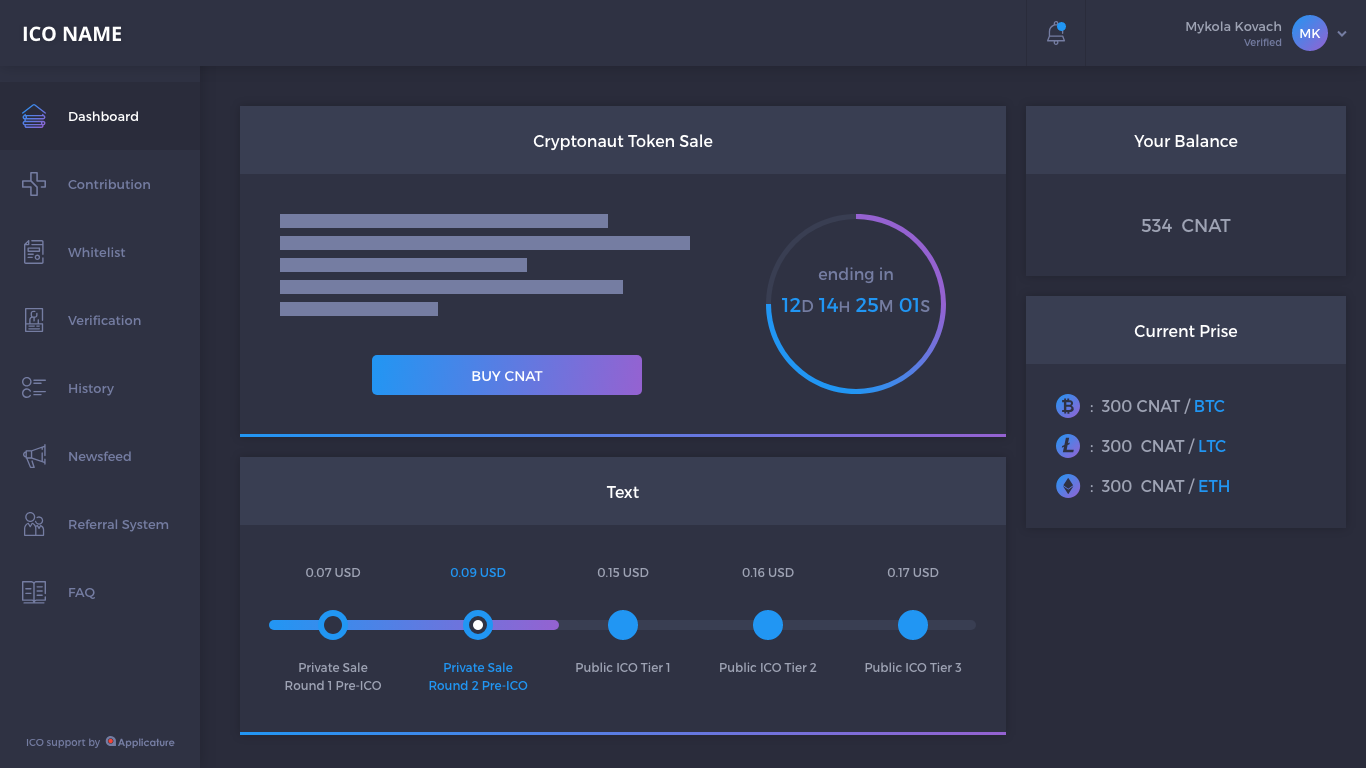 ICO NAME
Mykola Kovach
Verified
MK
Dashboard
Contribution
Whitelist
Verification
History
Newsfeed
Referral System
FAQ
ICO support by Applicature
Cryptonaut Token Sale
ending in
12D 14H 25M 01S
BUY CNAT
Text
0.07 USD 0.09 USD 0.15 USD 0.16 USD 0.17 USD
Private Sale Private Sale Public ICO Tier 1 Public ICO Tier 2 Public ICO Tier 3
Round 1 Pre-ICO Round 2 Pre-ICO
Your Balance
534 CNAT
Current Prise
: 300 CNAT / BTC
: 300 CNAT / LTC
: 300 CNAT / ETH